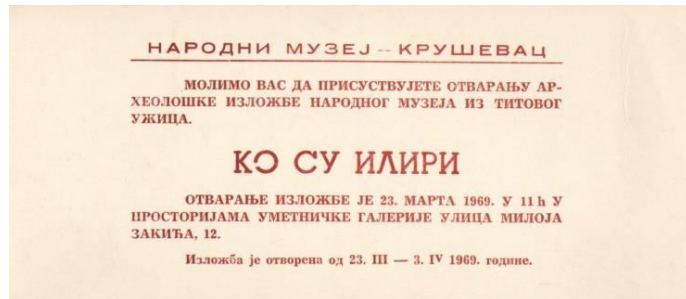 НАРОДНИ МУЗЕЈ -- КРУШЕВАЦ
МОЛИМО ВАС ДА ПРИСУСТВУЈЕТЕ ОТВАРАЊУ АР-
ХЕОЛОШКЕ ИЗЛОЖБЕ НАРОДНОГ МУЗЕЈА ИЗ ТИТОВОГ
УЖИЦА.
КО СУ ИЛИРИ
ОТВАРАЊЕ ИЗЛОЖБЕ ЈЕ 23. МАРТА 1969. У 11 h У
ПРОСТОРИЈАМА УМЕТНИЧКЕ ГАЛЕРИЈЕ УЛИЦА МИЛОЈА
ЗАКИЋА, 12.
Изложба је отворена од 23. III — 3. IV 1969. године.